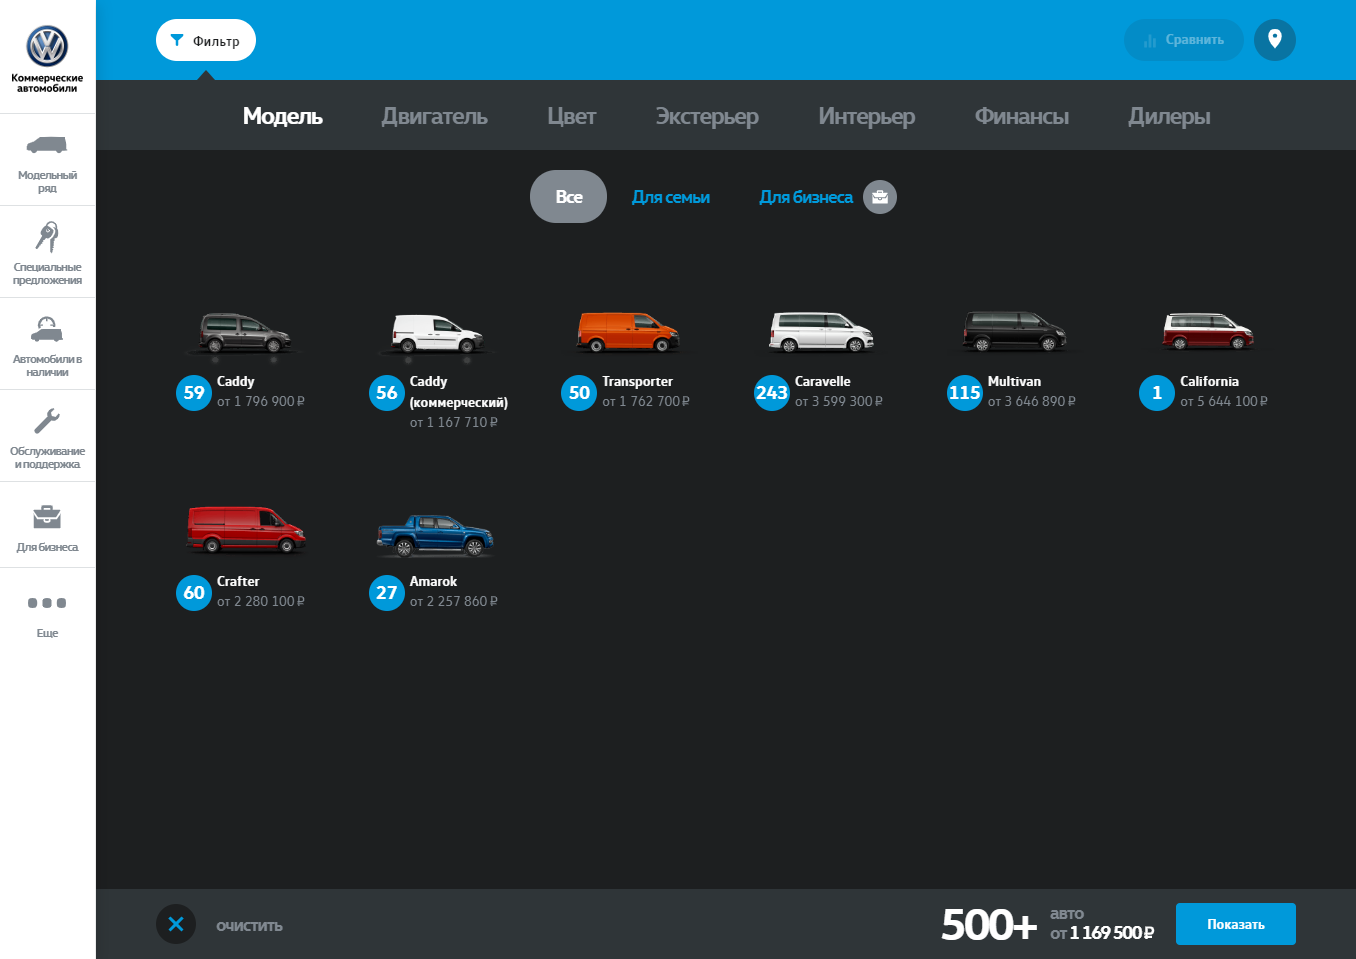 Коммерческие
автомобили
Модельный
ряд
Специальные
предложения
Автомобили в
наличии
Обслуживание
и поддержка
Для бизнеса
Еще
Фильтр
Сравнить
Модель
Двигатель
Цвет
Экстерьер
Интерьер
Финансы
Дилеры
Все
Для семьи
Для бизнеса
59
Caddy
от 1 796 900 ₽
56
Caddy
(коммерческий)
от 1 167 710 ₽
50
Transporter
от 1 762 700 ₽
243
Caravelle
от 3 599 300 ₽
115
Multivan
от 3 646 890 ₽
1
California
от 5 644 100 ₽
60
Crafter
от 2 280 100 ₽
27
Amarok
от 2 257 860 ₽
очистить
500+
авто
от 1 169 500 ₽
Показать